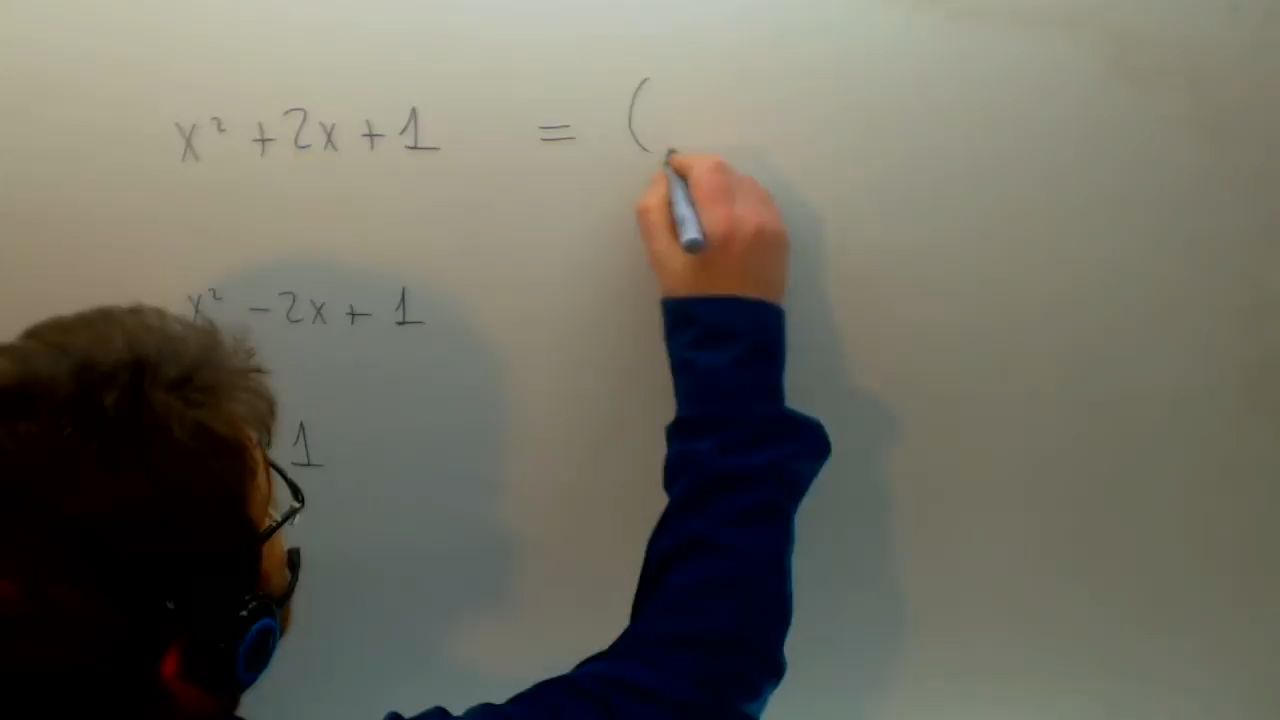 x² + 2x + 1 = (
x² - 2x + 1
1